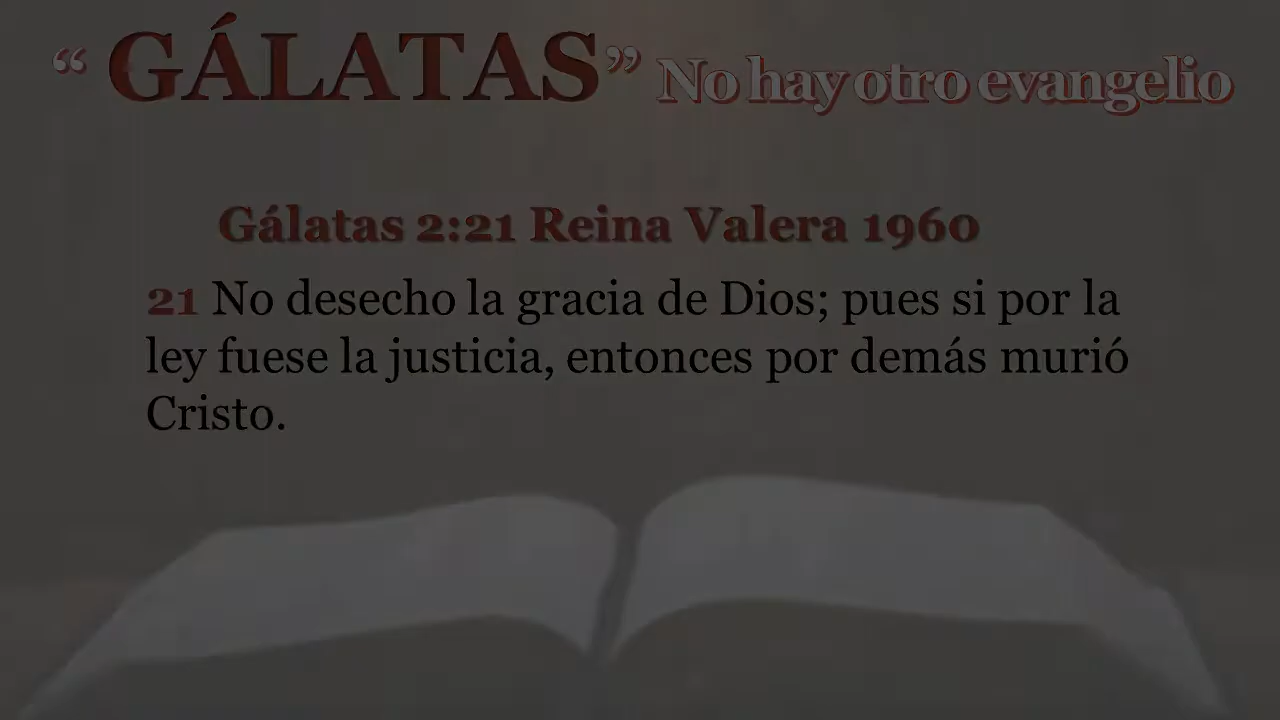 “ GÁLATAS” No hay otro evangelio
Gálatas 2:21 Reina Valera 1960
21 No desecho la gracia de Dios; pues si por la
ley fuese la justicia, entonces por demás murió
Cristo.